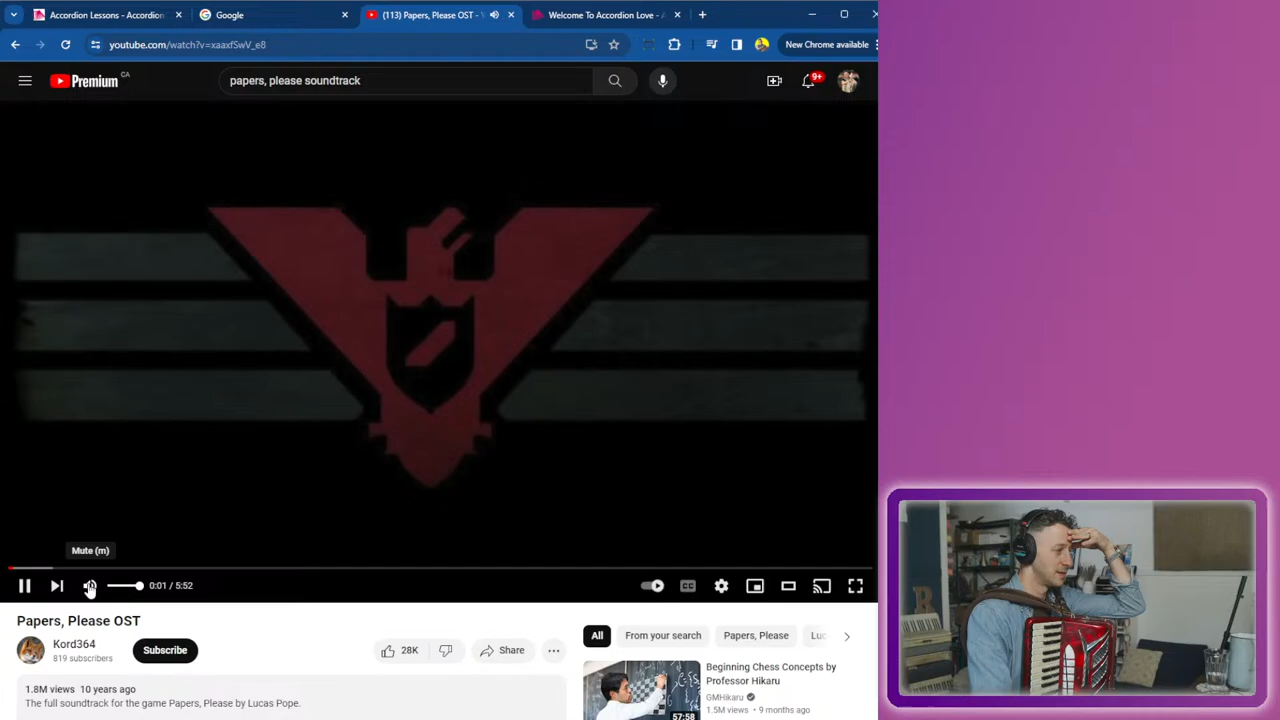 Accordion Lessons - Accordion
Google
(113) Papers, Please OST - Y
Welcome To Accordion Love - A
youtube.com/watch?v=xaaxfSwV_e8
New Chrome available
Premium CA
papers, please soundtrack
9+
Mute (m)
0:01 / 5:52
CC
Papers, Please OST
Kord364
819 subscribers
Subscribe
28K
Share
All
From your search
Papers, Please
Luc
1.8M views 10 years ago
The full soundtrack for the game Papers, Please by Lucas Pope.
Beginning Chess Concepts by
Professor Hikaru
GMHikaru
1.5M views • 9 months ago
57:58
R